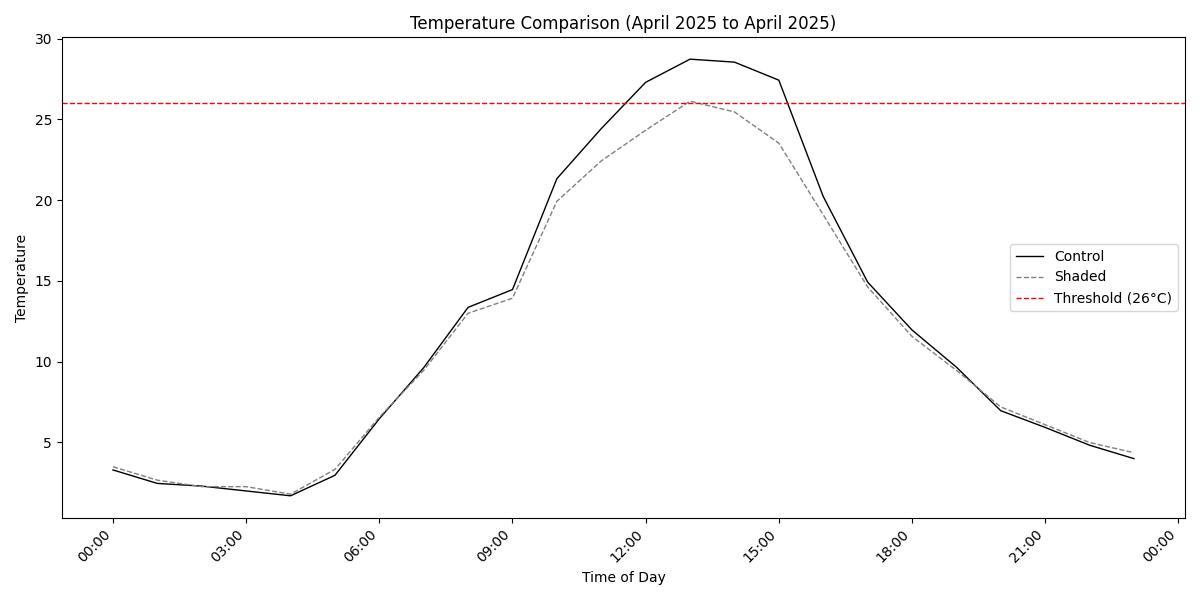 Temperature Comparison (April 2025 to April 2025)
30
25
20
15
10
5
Temperature
Control
Shaded
Threshold (26°C)
00:00
03:00
06:00
09:00
12:00
15:00
18:00
21:00
00:00
Time of Day